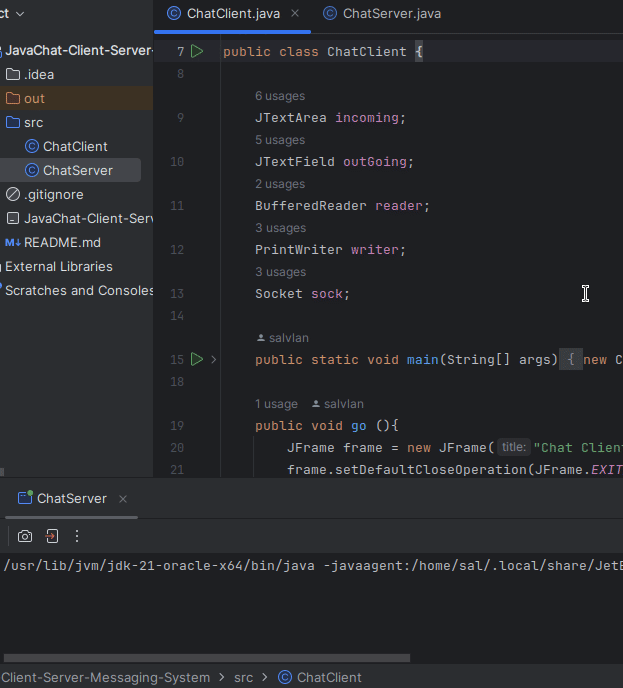 ct
ChatClient.java
ChatServer.java
JavaChat-Client-Server-
.idea
out
src
ChatClient
ChatServer
.gitignore
JavaChat-Client-Serv
M↓ README.md
External Libraries
Scratches and Consoles
7 public class ChatClient {
8
6 usages
9 JTextArea incoming;
5 usages
10 JTextField outGoing;
2 usages
11 BufferedReader reader;
3 usages
12 PrintWriter writer;
3 usages
13 Socket sock;
14
salvlan
15 public static void main(String[] args) { new C
18
1 usage salvlan
19 public void go (){
20 JFrame frame = new JFrame( title: "Chat Client
21 frame.setDefaultCloseOperation(JFrame.EXIT
ChatServer
/usr/lib/jvm/jdk-21-oracle-x64/bin/java -javaagent:/home/sal/.local/share/JetB
Client-Server-Messaging-System > src > ChatClient